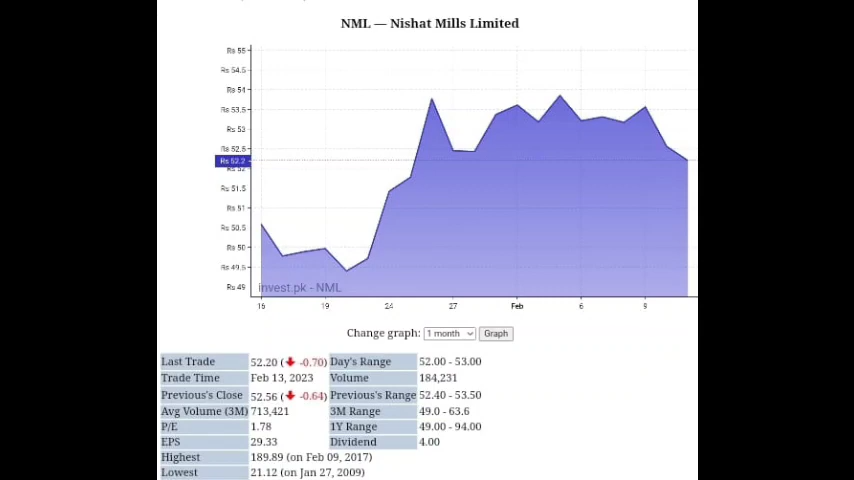 NML — Nishat Mills Limited
Rs 55
Rs 54.5
Rs 54
Rs 53.5
Rs 53
Rs 52.5
Rs 52.2
Rs 52
Rs 51.5
Rs 51
Rs 50.5
Rs 50
Rs 49.5
Rs 49
invest.pk - NML
16 19 24 27 Feb 6 9
Change graph: 1 month Graph
Last Trade 52.20 ( -0.70) Day's Range 52.00 - 53.00
Trade Time Feb 13, 2023 Volume 184,231
Previous's Close 52.56 ( -0.64) Previous's Range 52.40 - 53.50
Avg Volume (3M) 713,421 3M Range 49.0 - 63.6
P/E 1.78 1Y Range 49.00 - 94.00
EPS 29.33 Dividend 4.00
Highest 189.89 (on Feb 09, 2017)
Lowest 21.12 (on Jan 27, 2009)